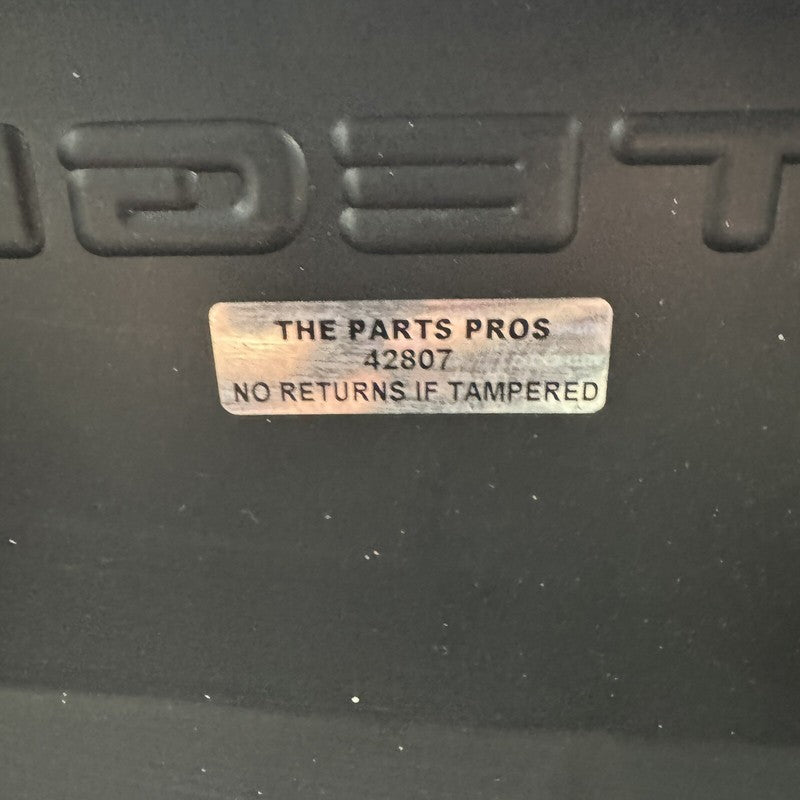 THE PARTS PROS
42807
NO RETURNS IF TAMPERED